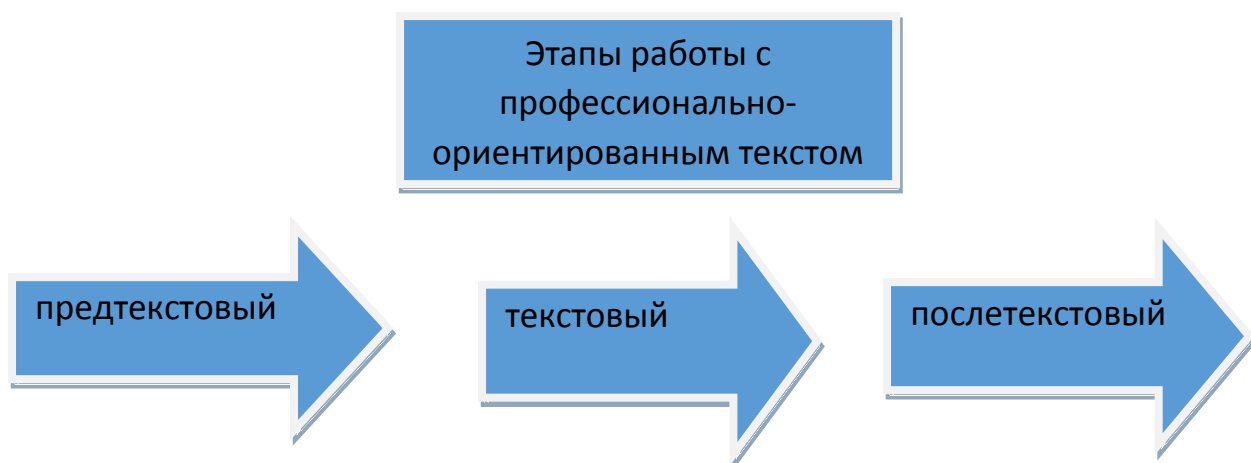 Этапы работы с
профессионально-
ориентированным текстом
предтекстовый
текстовый
послетекстовый